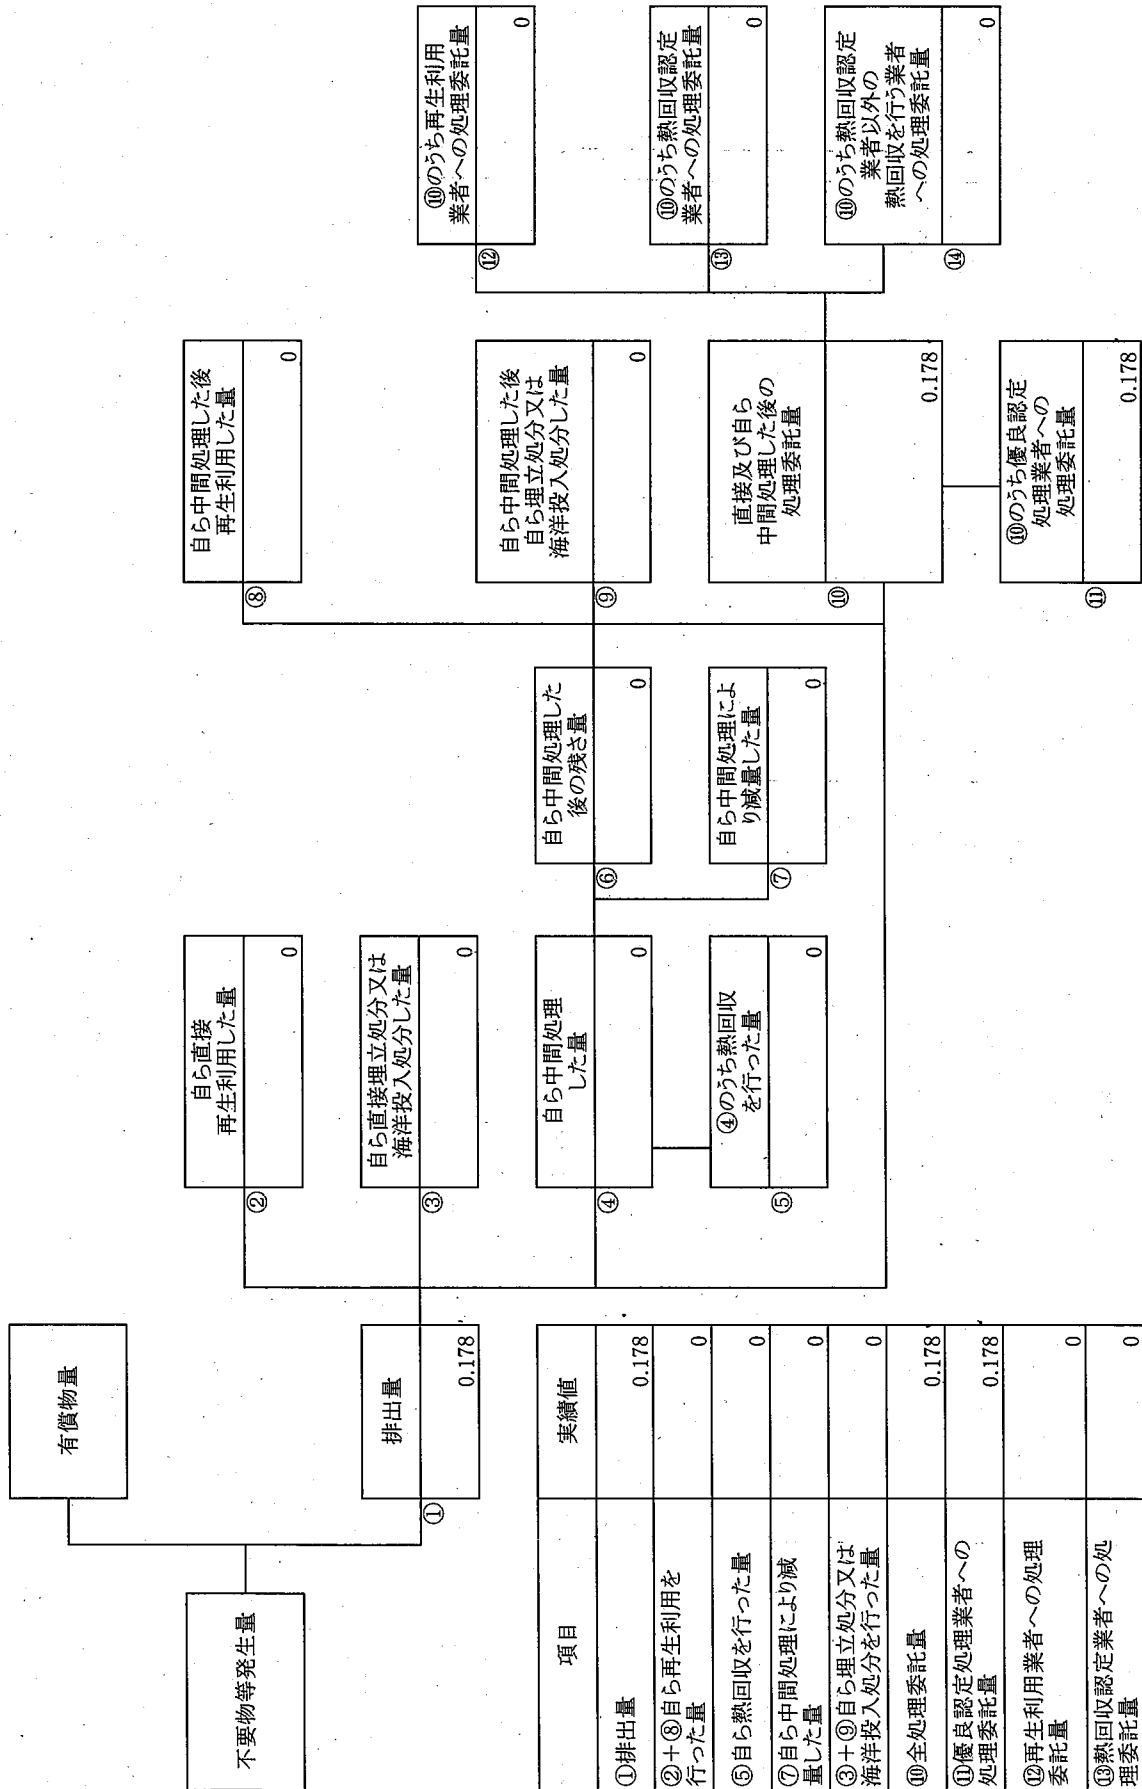 不要物等発生量
有償物量
①
排出量
0.178
②
自ら直接
再生利用した量
0
③
自ら直接埋立処分又は
海洋投入処分した量
0
④
自ら中間処理
した量
0
⑤
④のうち熱回収
を行った量
0
⑥
自ら中間処理した
後の残さ量
0
⑦
自ら中間処理によ
り減量した量
0
⑧
自ら中間処理した後
再生利用した量
0
⑨
自ら中間処理した後
自ら埋立処分又は
海洋投入処分した量
0
⑩
直接及び自ら
中間処理した後の
処理委託量
0.178
⑪
⑩のうち優良認定
処理業者への
処理委託量
0.178
⑫
⑩のうち再生利用
業者への処理委託量
0
⑬
⑩のうち熱回収認定
業者への処理委託量
0
⑭
⑩のうち熱回収認定
業者以外の
熱回収を行う業者
への処理委託量
0
項目 実績値
①排出量 0.178
②+⑧自ら再生利用を
行った量 0
⑤自ら熱回収を行った量 0
⑦自ら中間処理により減
量した量 0
③+⑨自ら埋立処分又は
海洋投入処分を行った量 0
⑩全処理委託量 0.178
⑪優良認定処理業者への
処理委託量 0.178
⑫再生利用業者への処理
委託量 0
⑬熱回収認定業者への処
理委託量 0